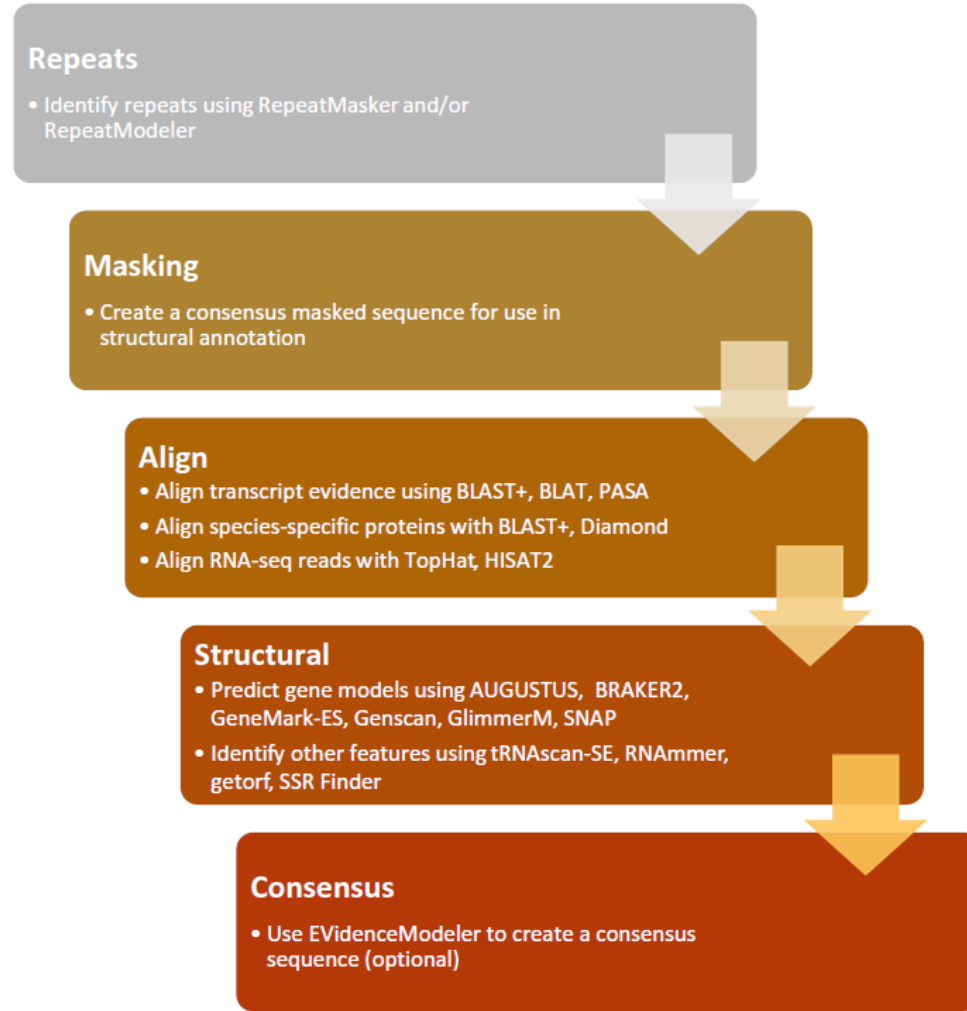 Repeats
• Identify repeats using RepeatMasker and/or
RepeatModeler
Masking
• Create a consensus masked sequence for use in
structural annotation
Align
• Align transcript evidence using BLAST+, BLAT, PASA
• Align species-specific proteins with BLAST+, Diamond
• Align RNA-seq reads with TopHat, HISAT2
Structural
• Predict gene models using AUGUSTUS, BRAKER2,
GeneMark-ES, Genscan, GlimmerM, SNAP
• Identify other features using tRNAscan-SE, RNAmmer,
getorf, SSR Finder
Consensus
• Use EVidenceModeler to create a consensus
sequence (optional)